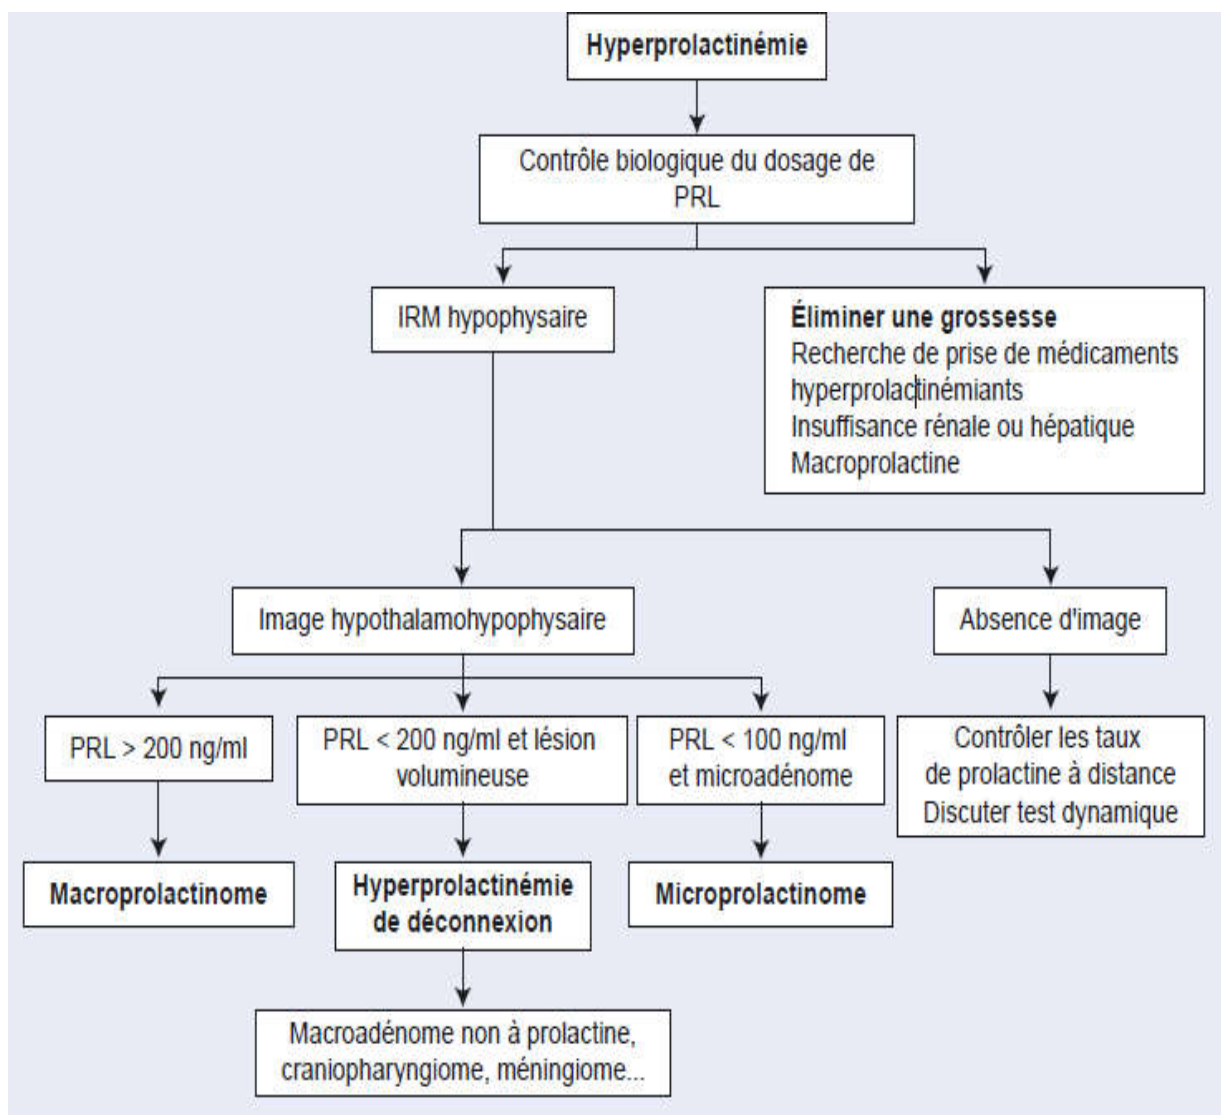 Hyperprolactinémie
Contrôle biologique du dosage de
PRL
IRM hypophysaire
Éliminer une grossesse
Recherche de prise de médicaments
hyperprolactinémiants
Insuffisance rénale ou hépatique
Macroprolactine
Image hypothalamohypophysaire
Absence d'image
PRL > 200 ng/ml
PRL < 200 ng/ml et lésion
volumineuse
PRL < 100 ng/ml
et microadénome
Contrôler les taux
de prolactine à distance
Discuter test dynamique
Macroprolactinome
Hyperprolactinémie
de déconnexion
Microprolactinome
Macroadénome non à prolactine,
craniopharyngiome, méningiome...